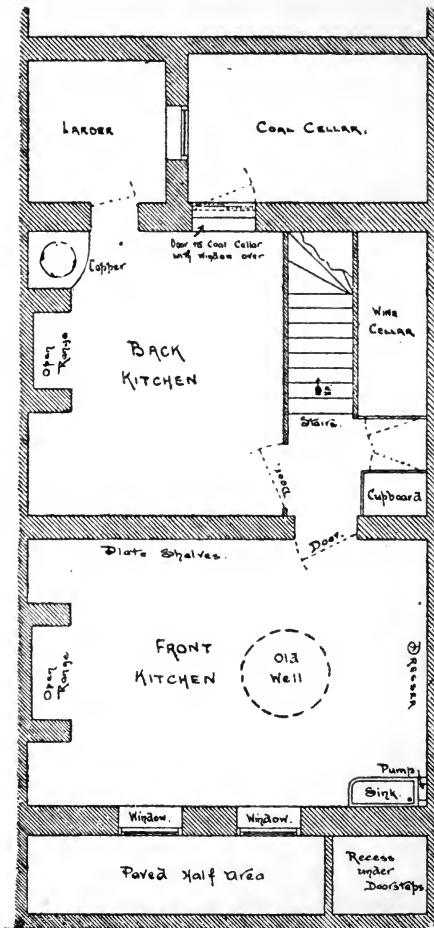 LARDER
COAL CELLAR.
Door to Coal Cellar
with Window over
Copper
WINE
CELLAR
Open
Range
BACK
KITCHEN
UP
Stairs.
Door.
Cupboard
Door.
Plate Shelves.
FRONT
KITCHEN
Old
Well
Open
Range
DRESSER
Pump
Sink.
Window.
Window.
Paved Half Area
Recess
under
Doorsteps.